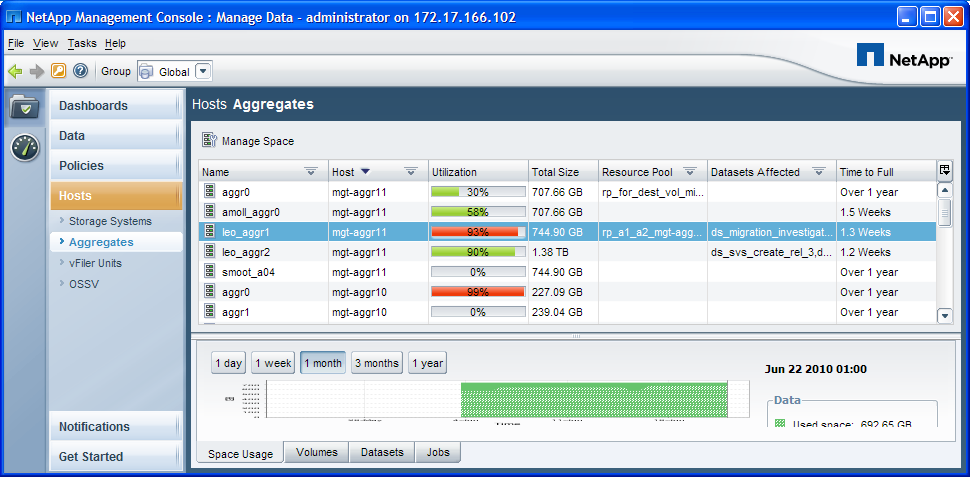 NetApp Management Console : Manage Data - administrator on 172.17.166.102
File View Tasks Help
Group Global
NetApp
Dashboards
Data
Policies
Hosts
Storage Systems
Aggregates
vFiler Units
OSSV
Notifications
Get Started
Hosts Aggregates
Manage Space
Name Host Utilization Total Size Resource Pool Datasets Affected Time to Full
aggr0 mgt-aggr11 30% 707.66 GB rp_for_dest_vol_mi... Over 1 year
amoll_aggr0 mgt-aggr11 58% 707.66 GB 1.5 Weeks
leo_aggr1 mgt-aggr11 93% 744.90 GB rp_a1_a2_mgt-agg... ds_migration_investigat... 1.3 Weeks
leo_aggr2 mgt-aggr11 90% 1.38 TB ds_svs_create_rel_3,d... 1.2 Weeks
smoot_a04 mgt-aggr11 0% 744.90 GB Over 1 year
aggr0 mgt-aggr10 99% 227.09 GB Over 1 year
aggr1 mgt-aggr10 0% 239.04 GB Over 1 year
1 day 1 week 1 month 3 months 1 year
Time
Jun 22 2010 01:00
Data
Used space: 692.65 GB
Space Usage Volumes Datasets Jobs